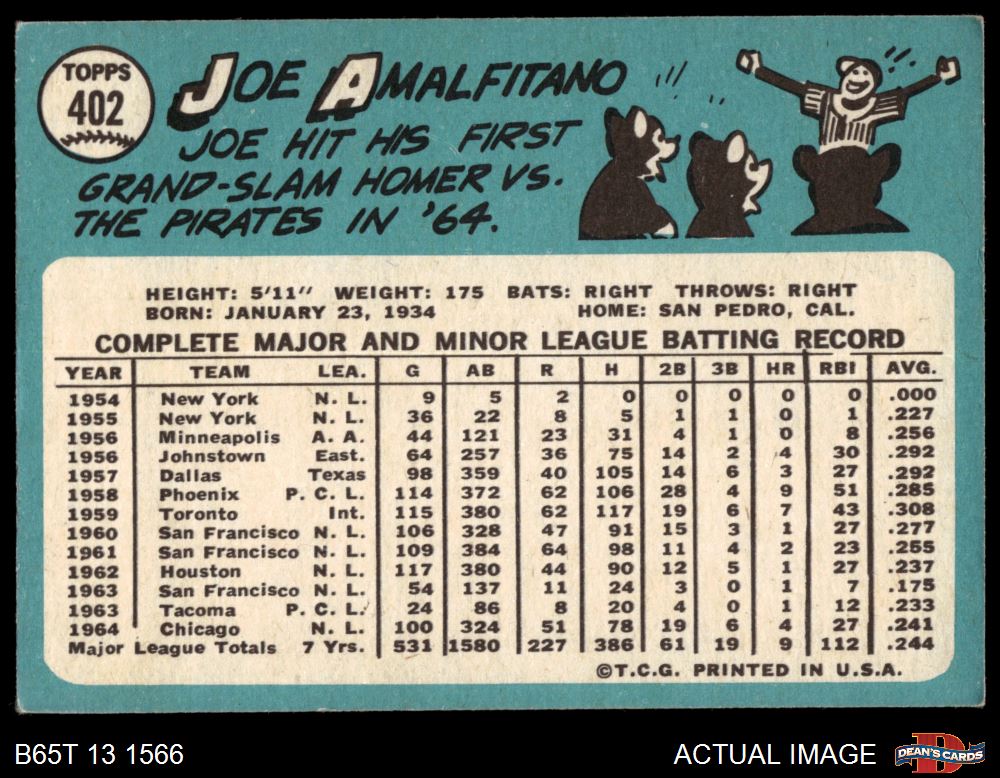 TOPPS
402
JOE AMALFITANO
JOE HIT HIS FIRST
GRAND-SLAM HOMER VS.
THE PIRATES IN '64.
HEIGHT: 5'11" WEIGHT: 175 BATS: RIGHT THROWS: RIGHT
BORN: JANUARY 23, 1934 HOME: SAN PEDRO, CAL.
COMPLETE MAJOR AND MINOR LEAGUE BATTING RECORD
YEAR TEAM LEA. G AB R H 2B 3B HR RBI AVG.
1954 New York N. L. 9 5 2 0 0 0 0 0 .000
1955 New York N. L. 36 22 8 5 1 1 0 1 .227
1956 Minneapolis A. A. 44 121 23 31 4 1 0 8 .256
1956 Johnstown East. 64 257 36 75 14 2 4 30 .292
1957 Dallas Texas 98 359 40 105 14 6 3 27 .292
1958 Phoenix P. C. L. 114 372 62 106 28 4 9 51 .285
1959 Toronto Int. 115 380 62 117 19 6 7 43 .308
1960 San Francisco N. L. 106 328 47 91 15 3 1 27 .277
1961 San Francisco N. L. 109 384 64 98 11 4 2 23 .255
1962 Houston N. L. 117 380 44 90 12 5 1 27 .237
1963 San Francisco N. L. 54 137 11 24 3 0 1 7 .175
1963 Tacoma P. C. L. 24 86 8 20 4 0 1 12 .233
1964 Chicago N. L. 100 324 51 78 19 6 4 27 .241
Major League Totals 7 Yrs. 531 1580 227 386 61 19 9 112 .244
©T.C.G. PRINTED IN U.S.A.
B65T 13 1566 ACTUAL IMAGE
D
DEAN'S CARDS